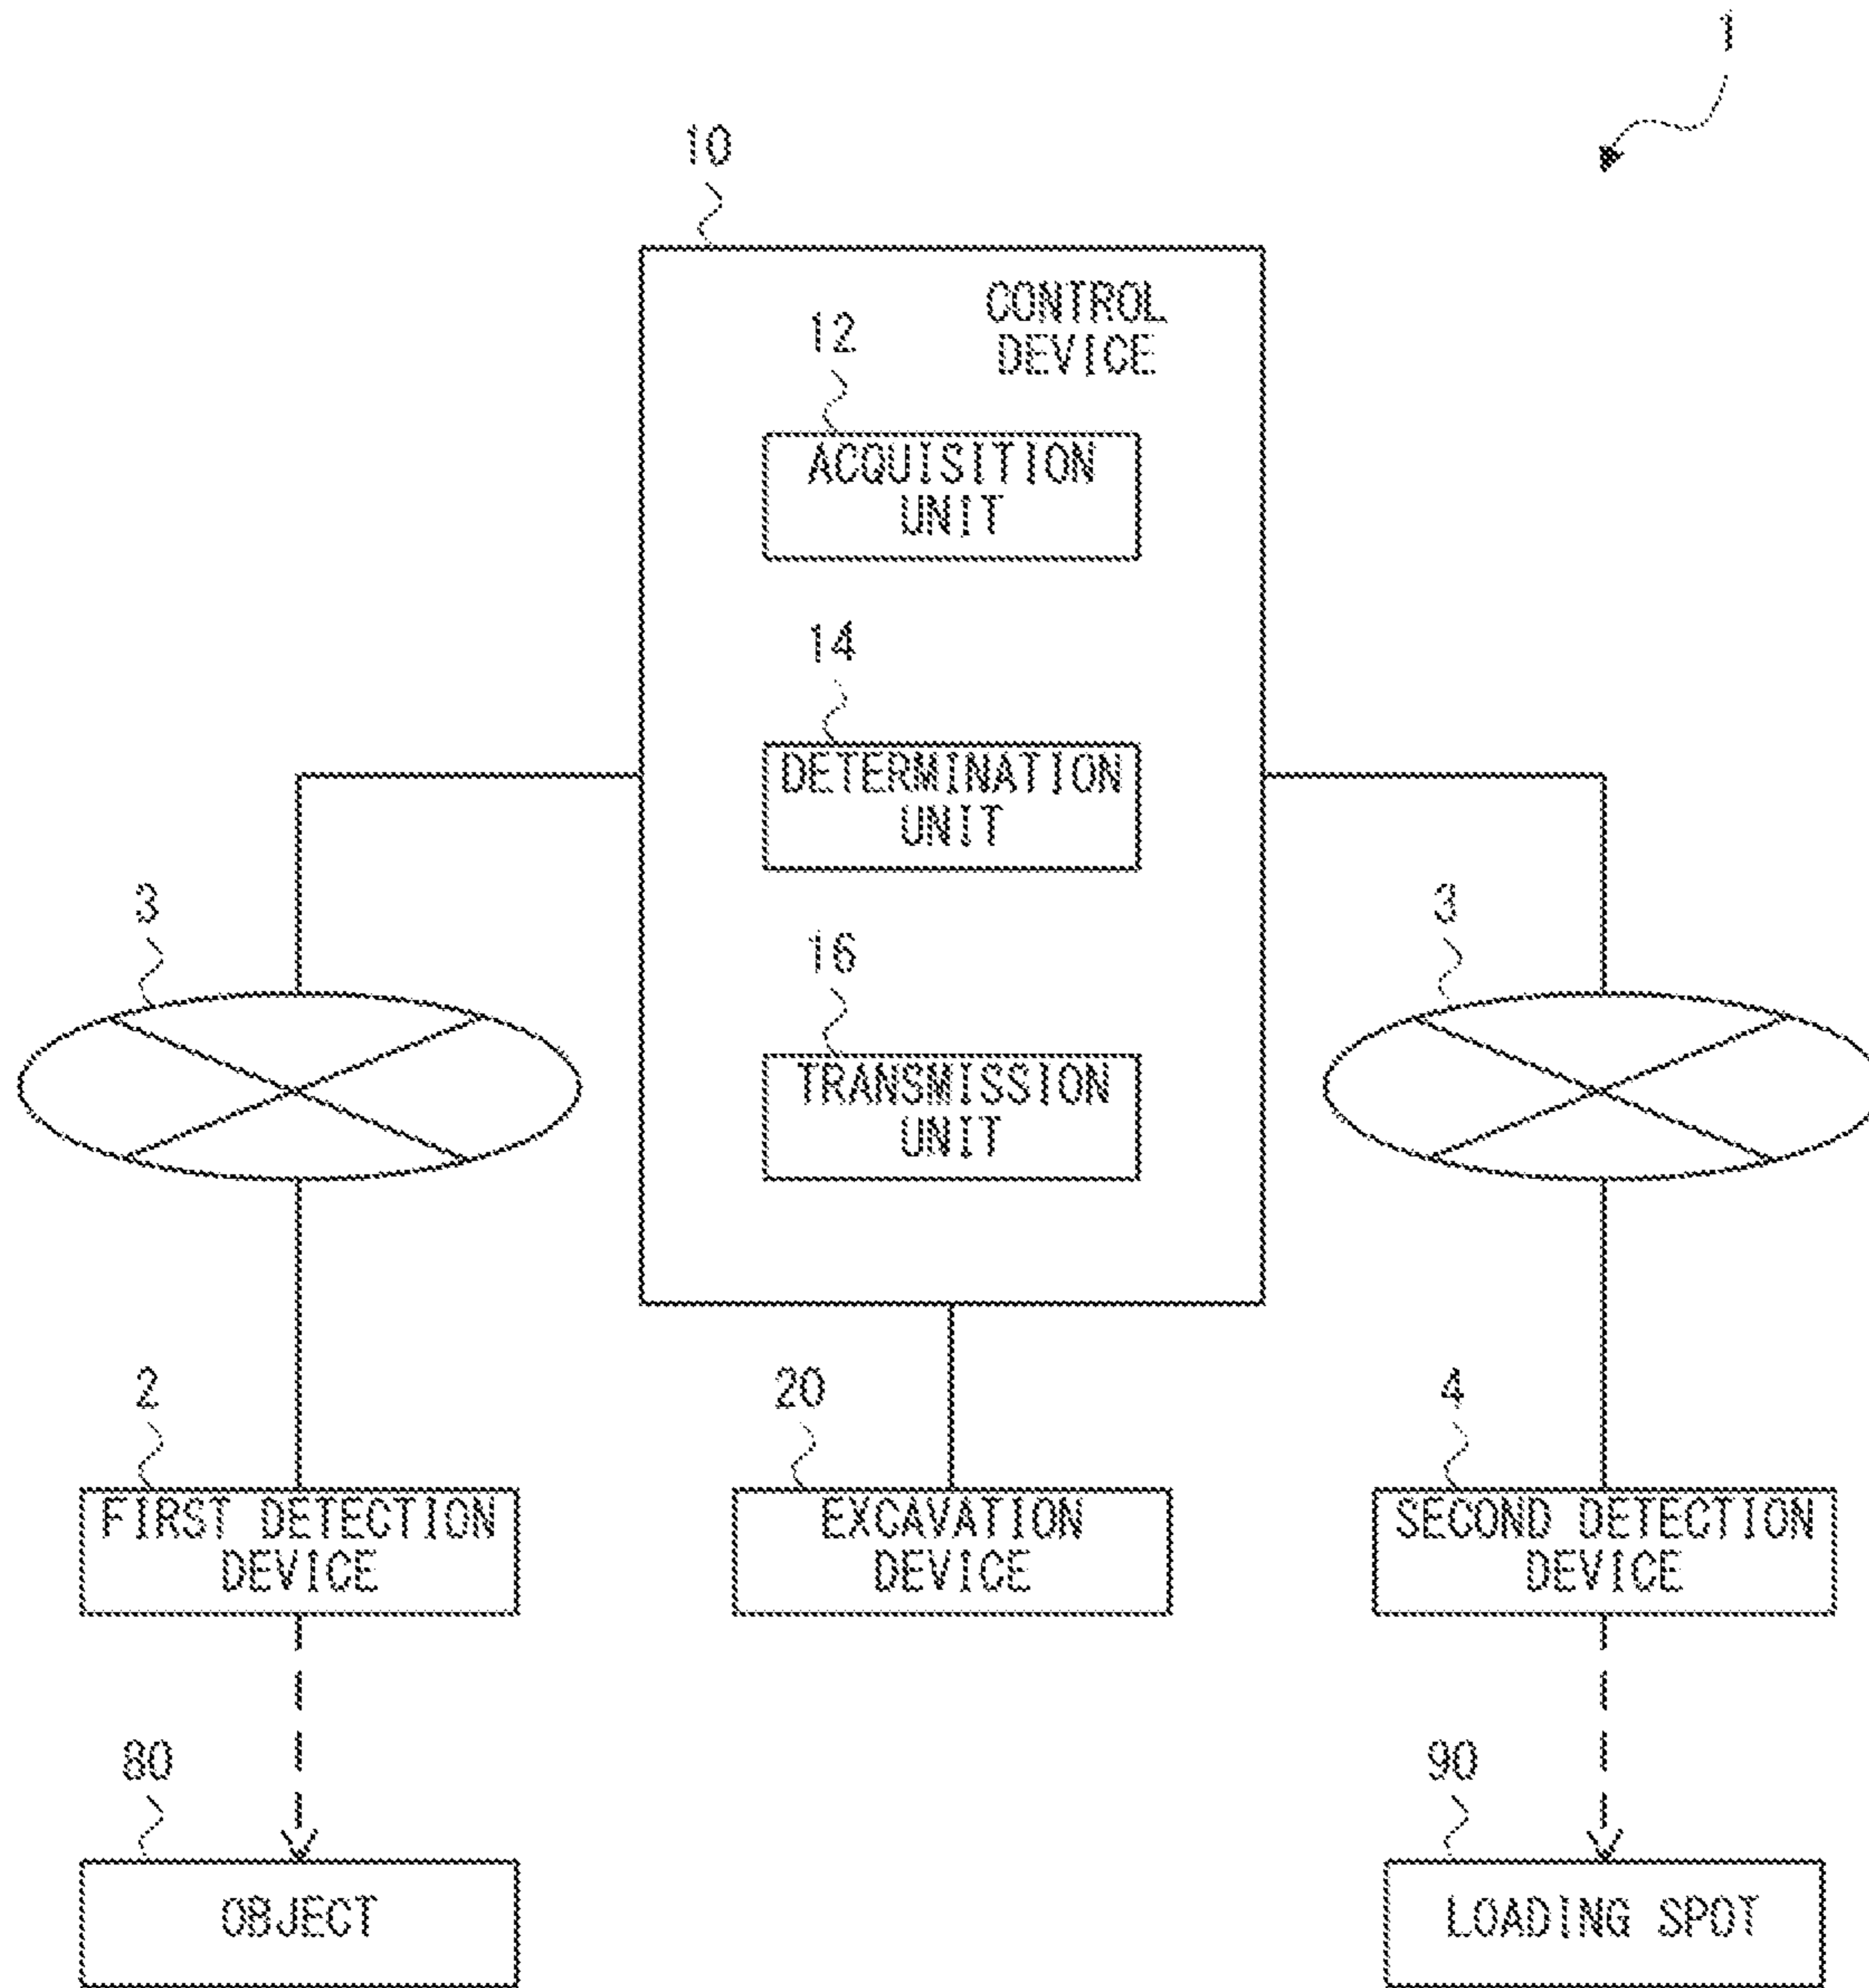 1
10
CONTROL
DEVICE
12
ACQUISITION
UNIT
14
DETERMINATION
UNIT
3
3
16
TRANSMISSION
UNIT
2
20
4
FIRST DETECTION
DEVICE
EXCAVATION
DEVICE
SECOND DETECTION
DEVICE
80
90
OBJECT
LOADING SPOT